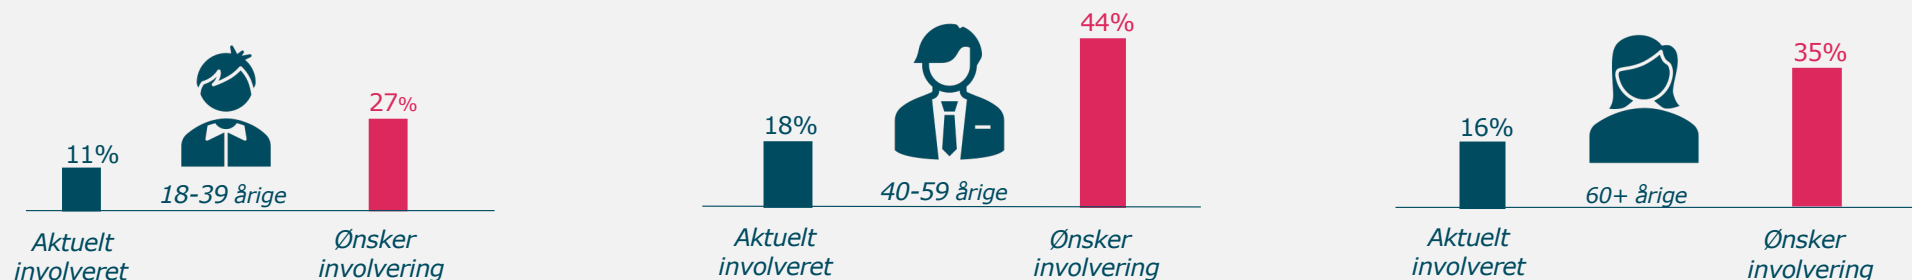 11%
27%
18-39 årige
Aktuelt
involveret
Ønsker
involvering
18%
44%
40-59 årige
Aktuelt
involveret
Ønsker
involvering
16%
35%
60+ årige
Aktuelt
involveret
Ønsker
involvering